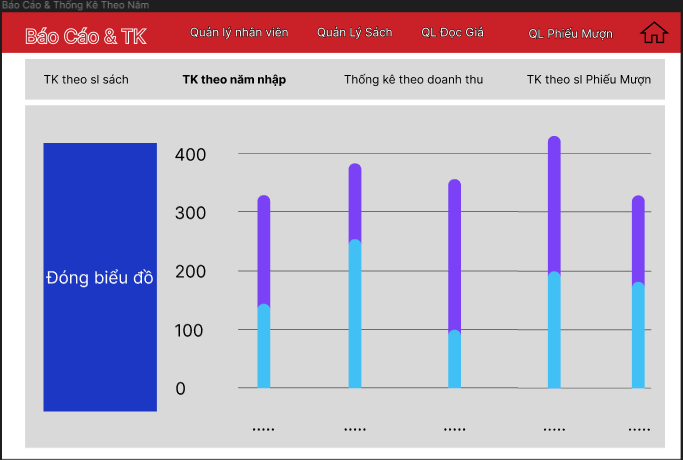 Báo Cáo & Thống Kê Theo Năm
Báo Cáo & TK Quản lý nhân viên Quản Lý Sách QL Đọc Giả QL Phiếu Mượn
TK theo sl sách TK theo năm nhập Thống kê theo doanh thu TK theo sl Phiếu Mượn
400
300
Đóng biểu đồ
200
100
0
..... ..... ..... ..... .....